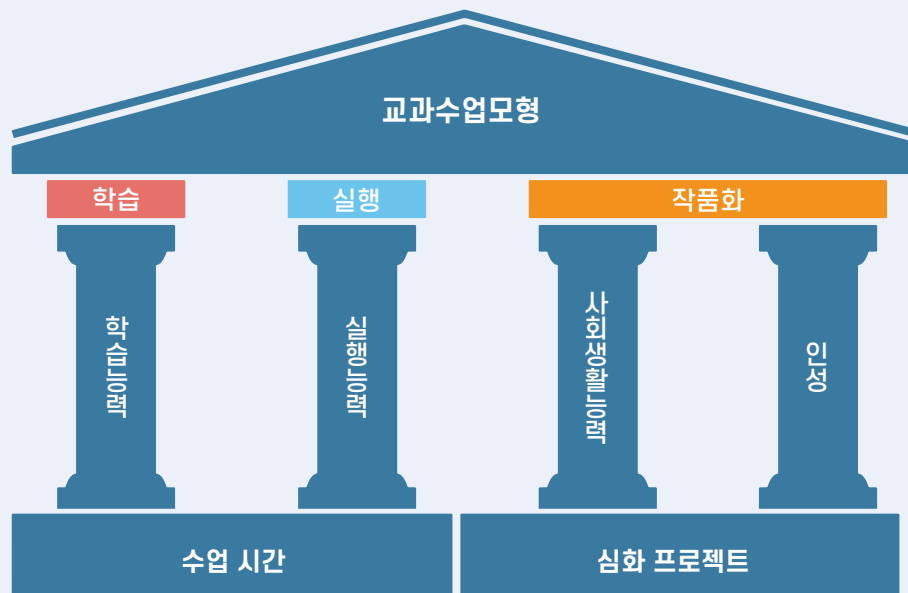 교과수업모형
학습
실행
작품화
학습능력
실행능력
사회생활능력
인성
수업 시간
심화 프로젝트